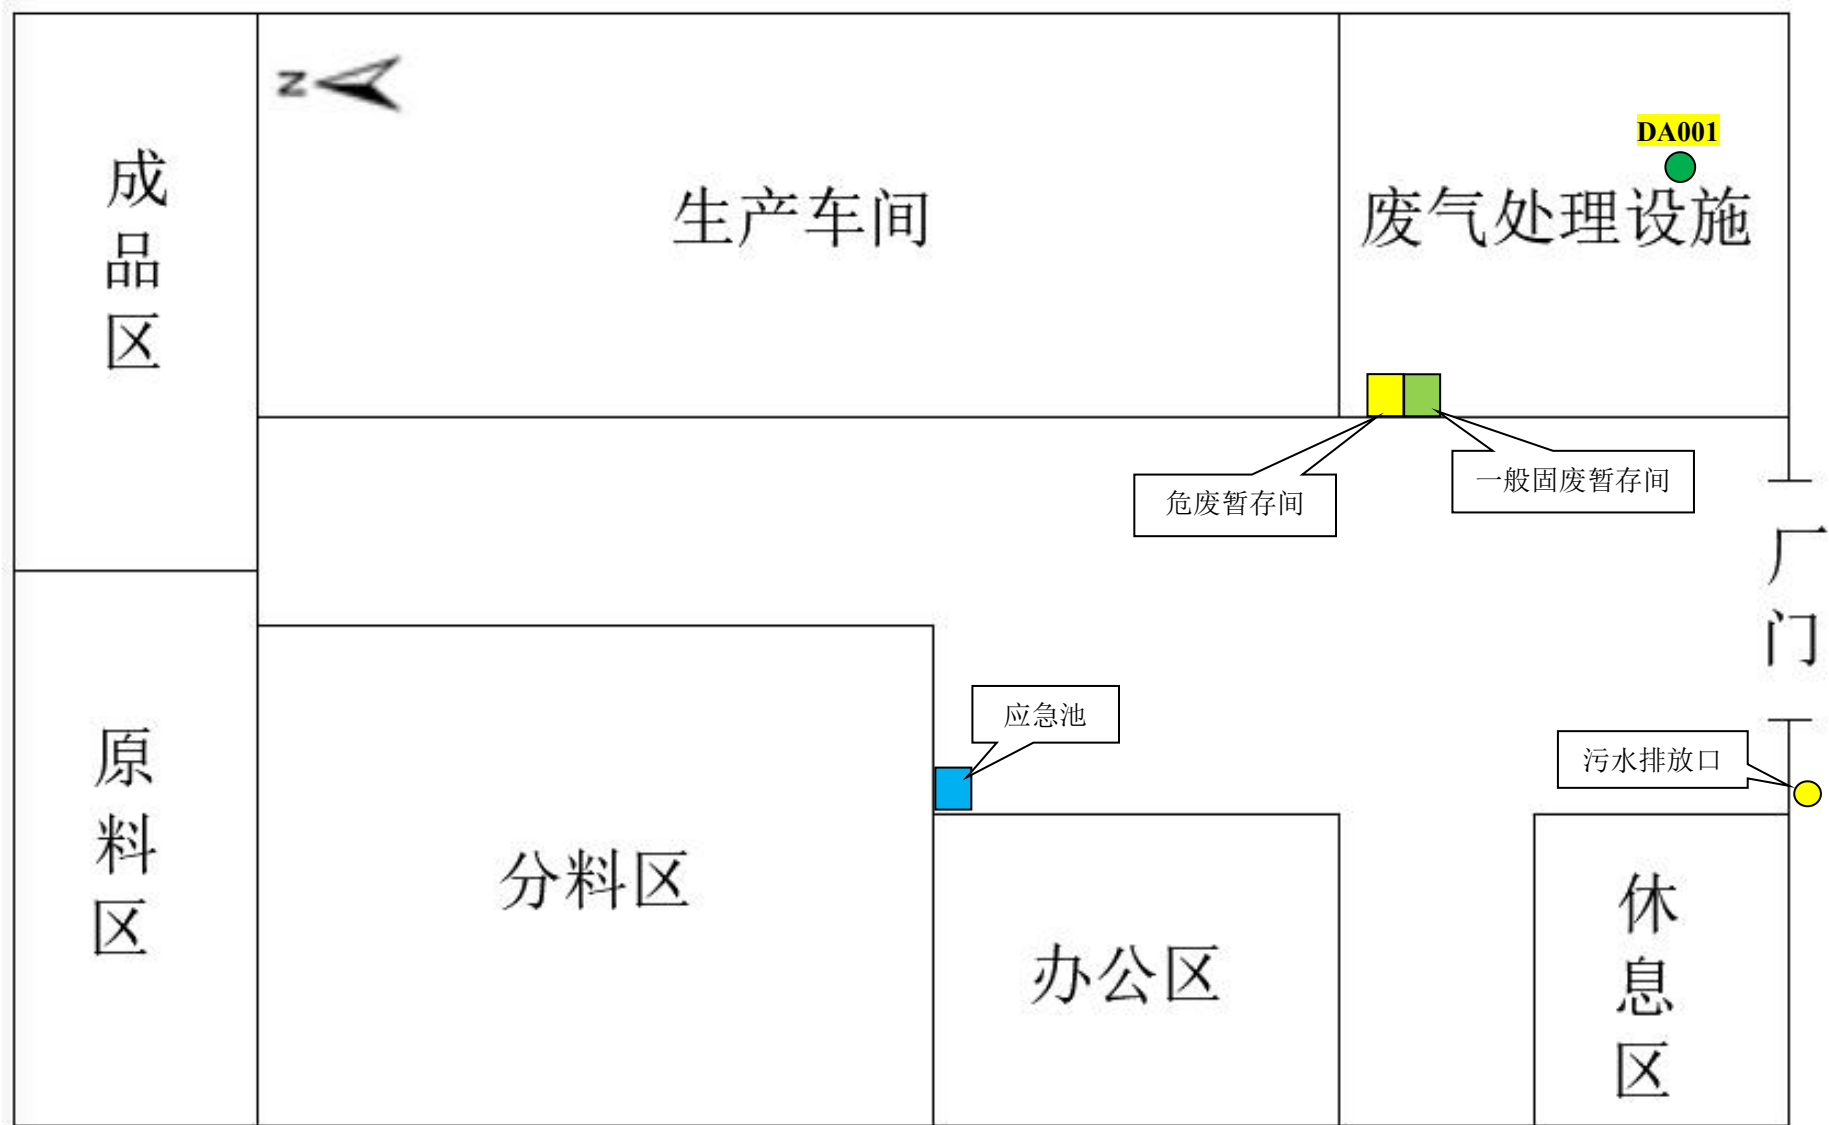 N
DA001
成品区
生产车间
废气处理设施
危废暂存间
一般固废暂存间
厂门
应急池
污水排放口
原料区
分料区
办公区
休息区